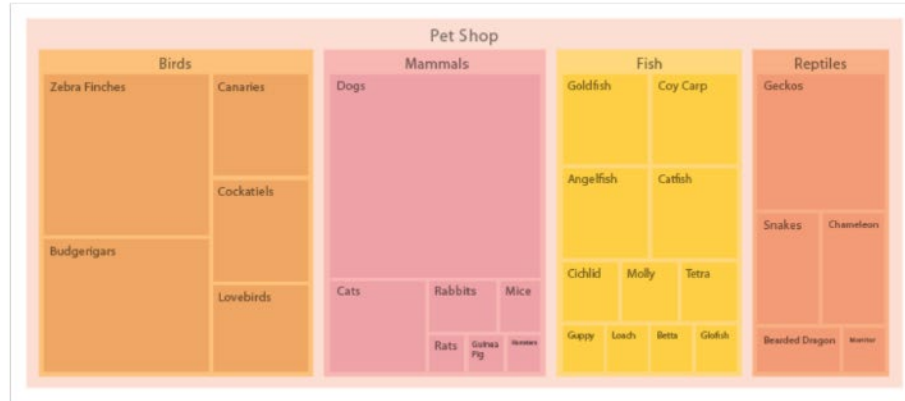 Pet Shop
Birds
Zebra Finches
Canaries
Cockatiels
Budgerigars
Lovebirds
Mammals
Dogs
Cats
Rabbits
Mice
Rats
Guinea
Pig
Fish
Goldfish
Coy Carp
Angelfish
Catfish
Cichlid
Molly
Tetra
Guppy
Loach
Betta
Glofish
Reptiles
Geckos
Snakes
Chameleon
Bearded Dragon